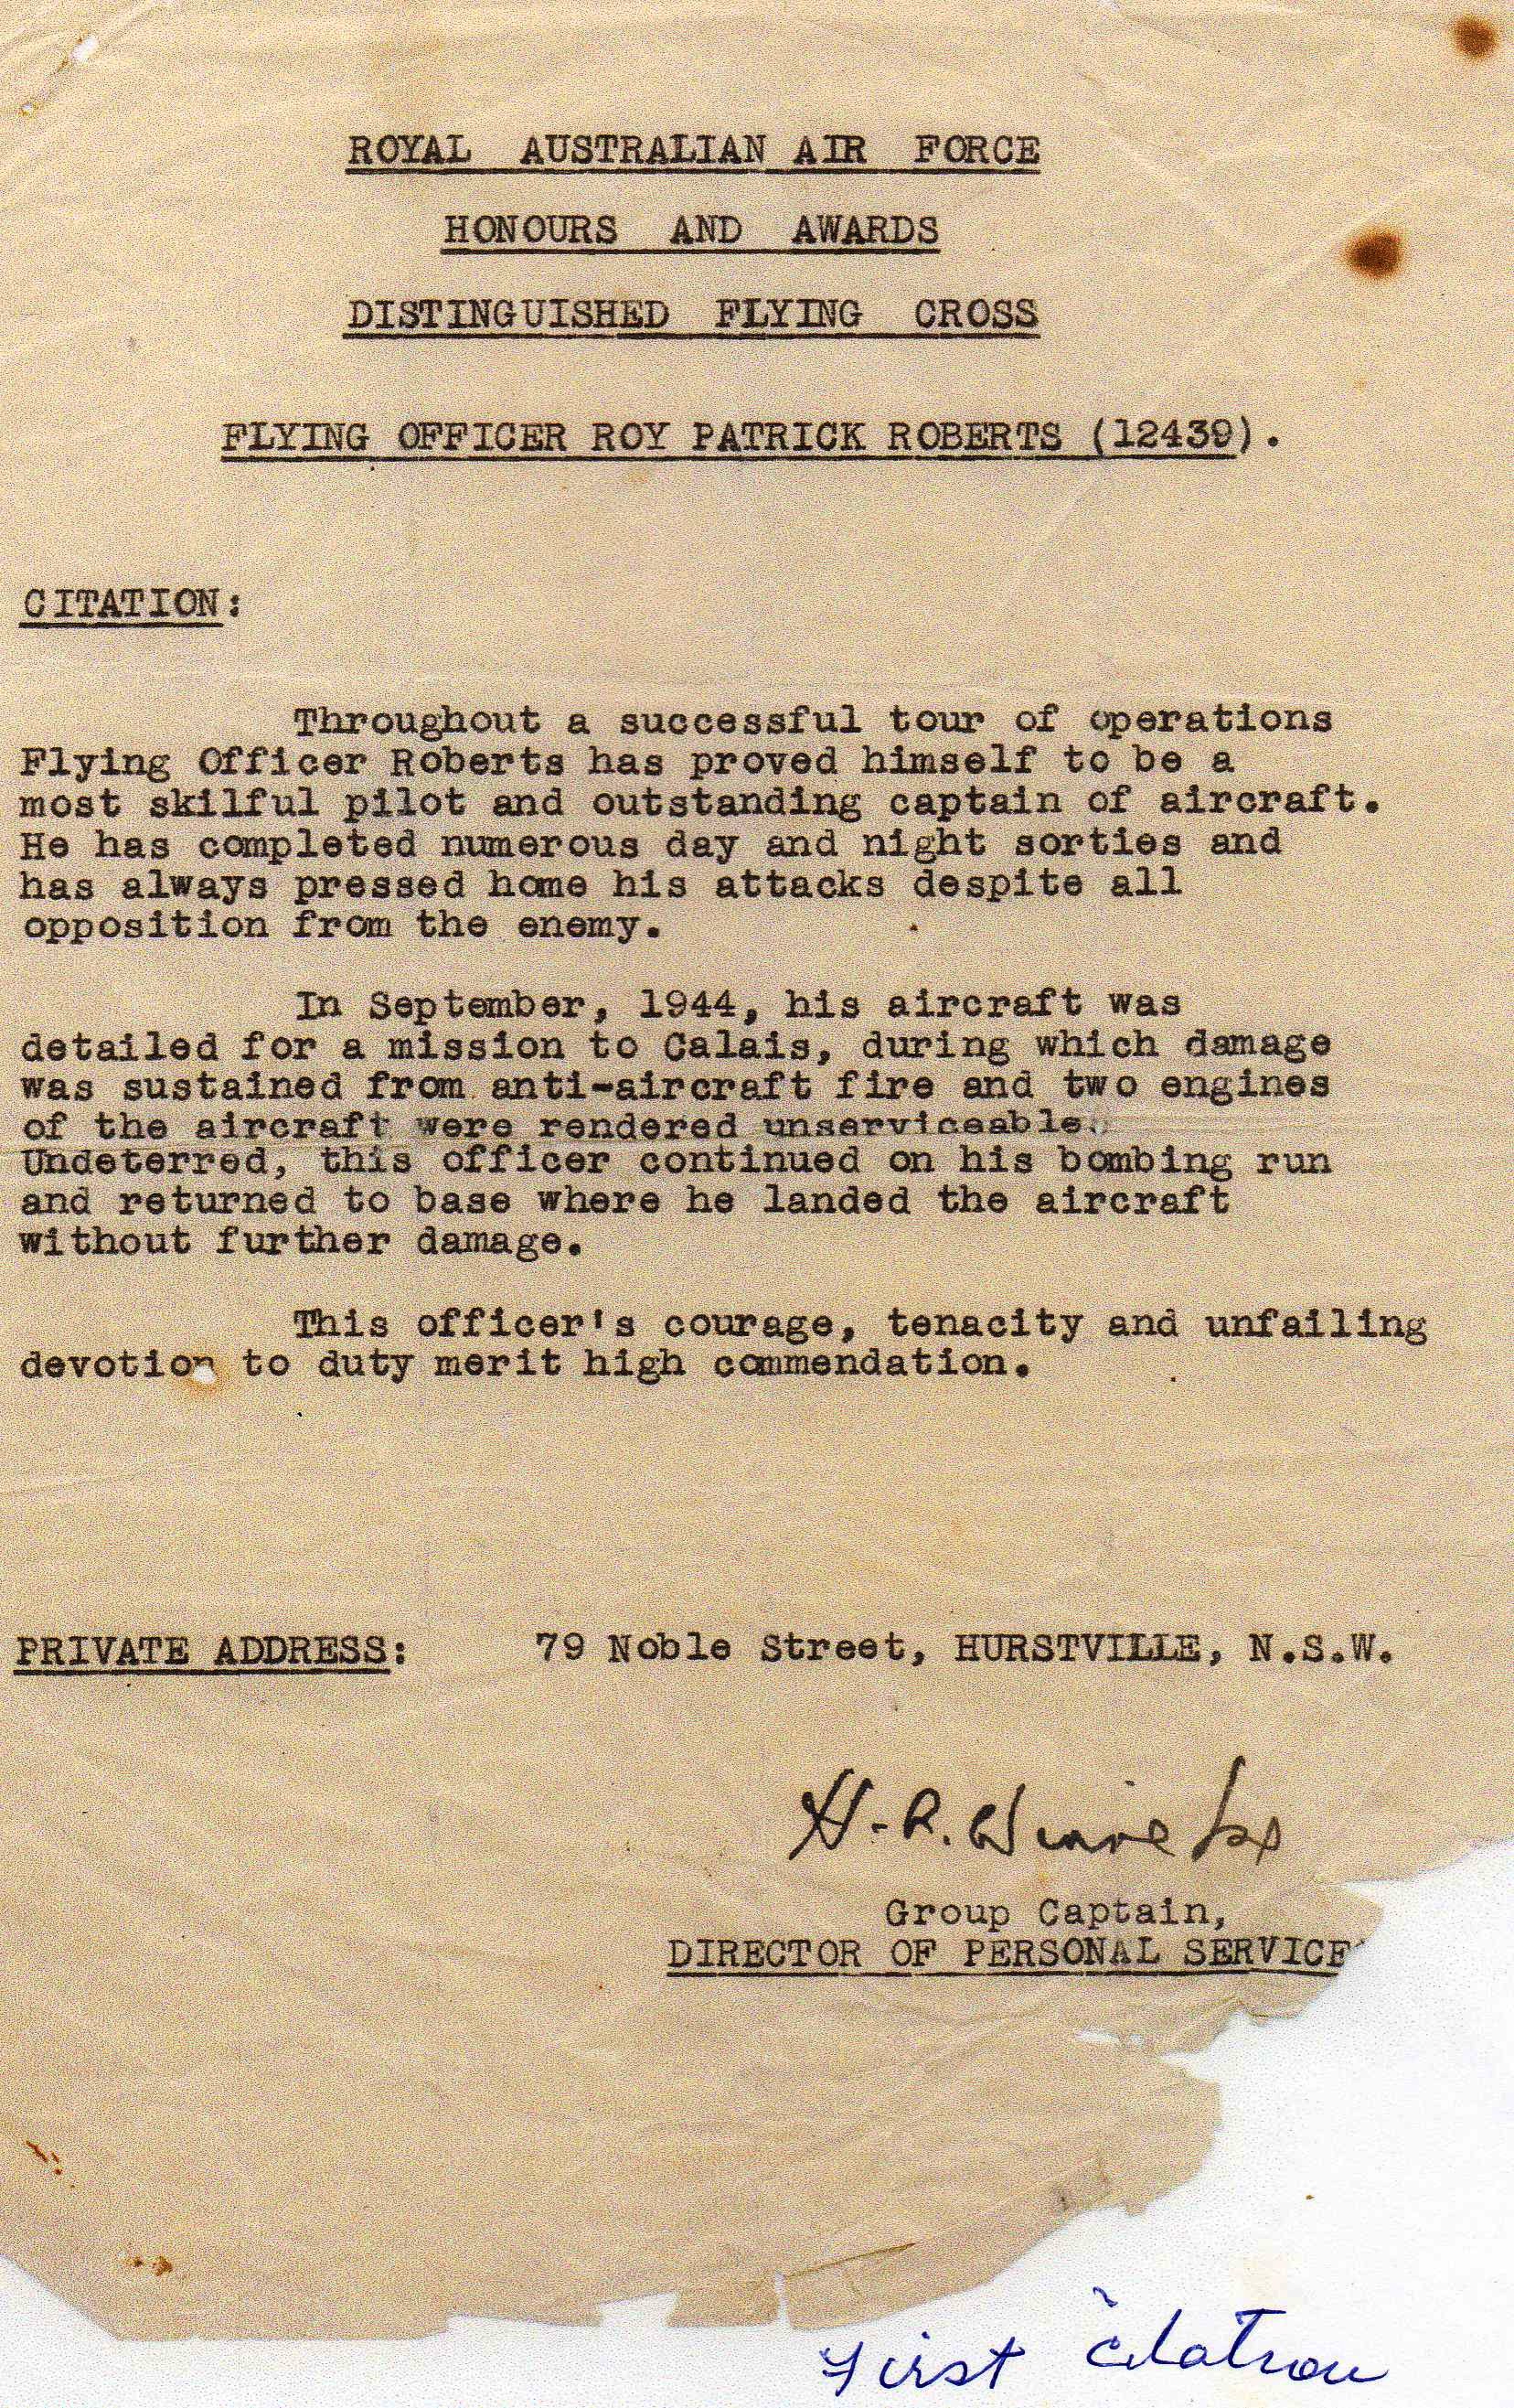 ROYAL AUSTRALIAN AIR FORCE
HONOURS AND AWARDS
DISTINGUISHED FLYING CROSS
FLYING OFFICER ROY PATRICK ROBERTS (12439).
CITATION:
Throughout a successful tour of operations
Flying Officer Roberts has proved himself to be a
most skilful pilot and outstanding captain of aircraft.
He has completed numerous day and night sorties and
has always pressed home his attacks despite all
opposition from the enemy.
In September, 1944, his aircraft was
detailed for a mission to Calais, during which damage
was sustained from anti-aircraft fire and two engines
of the aircraft were rendered unserviceable.
Undeterred, this officer continued on his bombing run
and returned to base where he landed the aircraft
without further damage.
This officer's courage, tenacity and unfailing
devotion to duty merit high commendation.
PRIVATE ADDRESS: 79 Noble Street, HURSTVILLE, N.S.W.
Group Captain,
DIRECTOR OF PERSONAL SERVICE
First citation